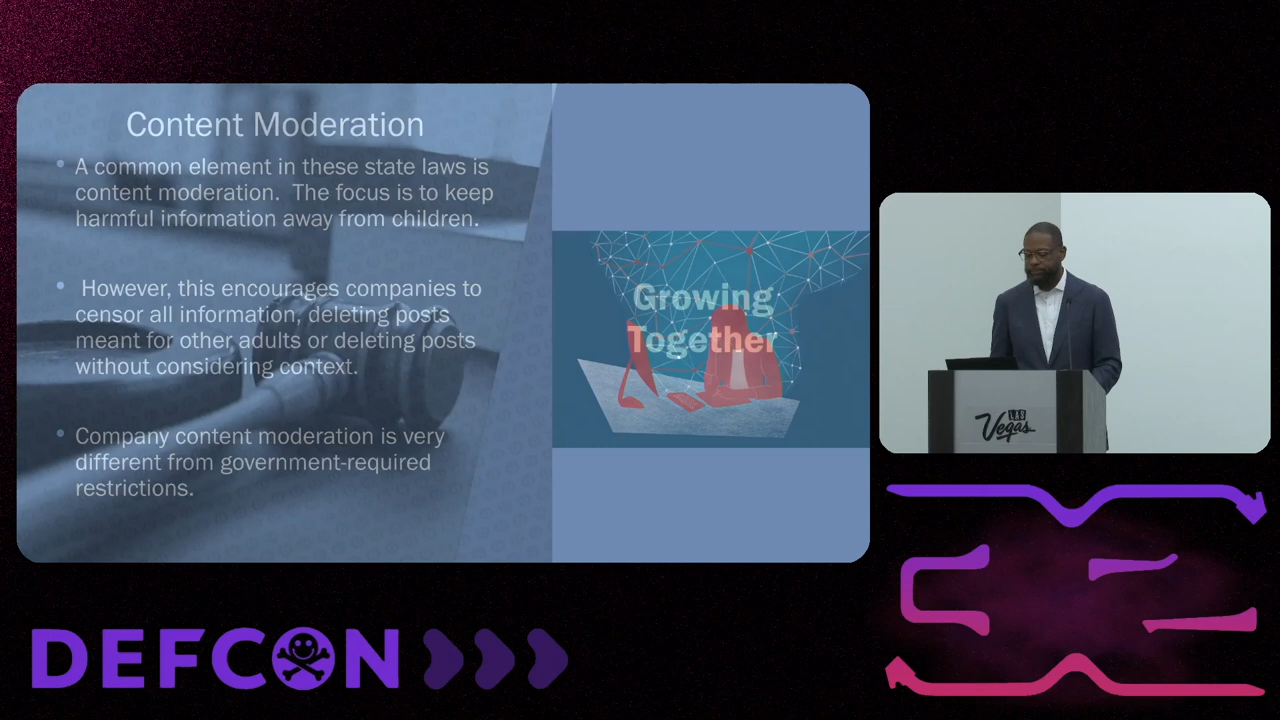 Content Moderation
• A common element in these state laws is
content moderation.  The focus is to keep
harmful information away from children.
• However, this encourages companies to
censor all information, deleting posts
meant for other adults or deleting posts
without considering context.
• Company content moderation is very
different from government-required
restrictions.
Growing
Together
LAS
Vegas
DEFCON